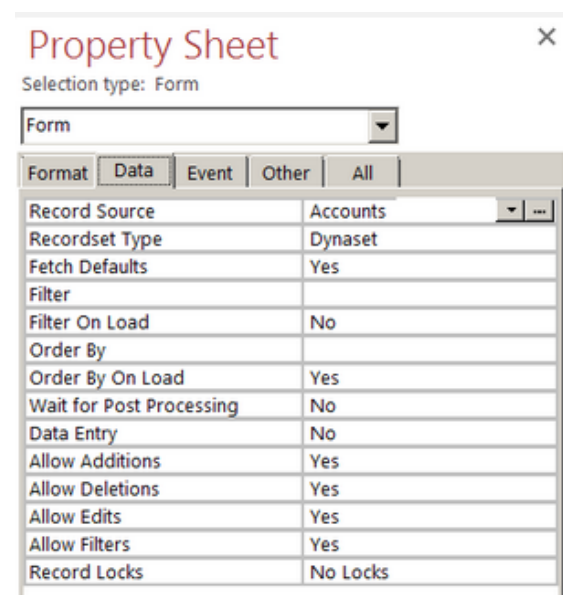 Property Sheet
Selection type: Form
Form
Format Data Event Other All
Record Source Accounts
Recordset Type Dynaset
Fetch Defaults Yes
Filter
Filter On Load No
Order By
Order By On Load Yes
Wait for Post Processing No
Data Entry No
Allow Additions Yes
Allow Deletions Yes
Allow Edits Yes
Allow Filters Yes
Record Locks No Locks